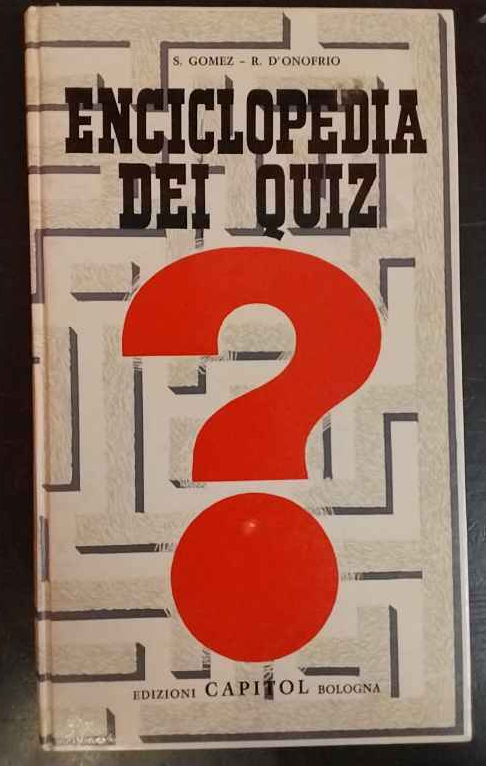 S. GOMEZ - R. D'ONOFRIO
ENCICLOPEDIA
DEI QUIZ
?
EDIZIONI CAPITOL BOLOGNA